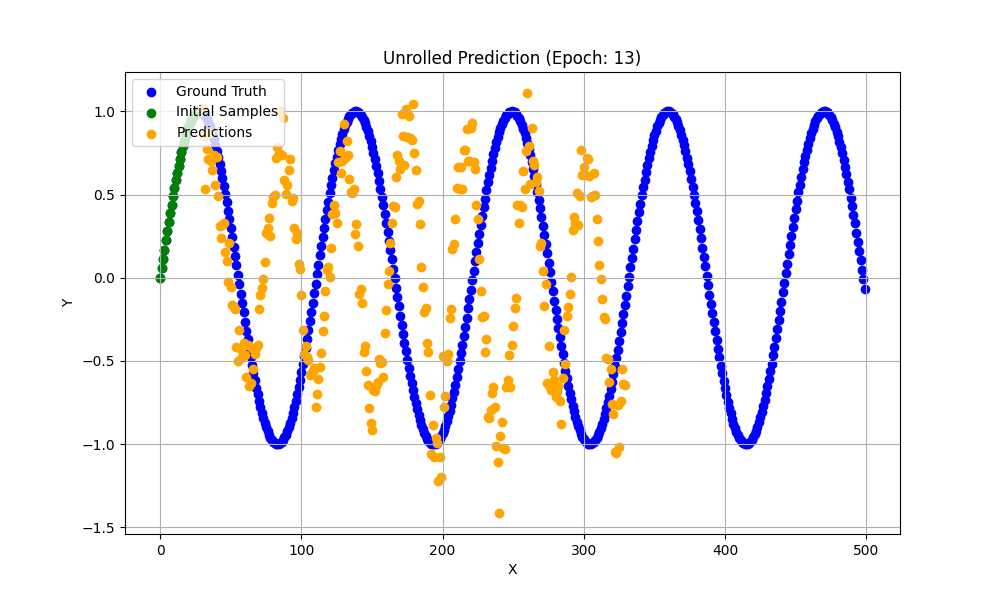 Unrolled Prediction (Epoch: 13)
Ground Truth
Initial Samples
Predictions
1.0
0.5
0.0
−0.5
−1.0
−1.5
Y
0 100 200 300 400 500
X